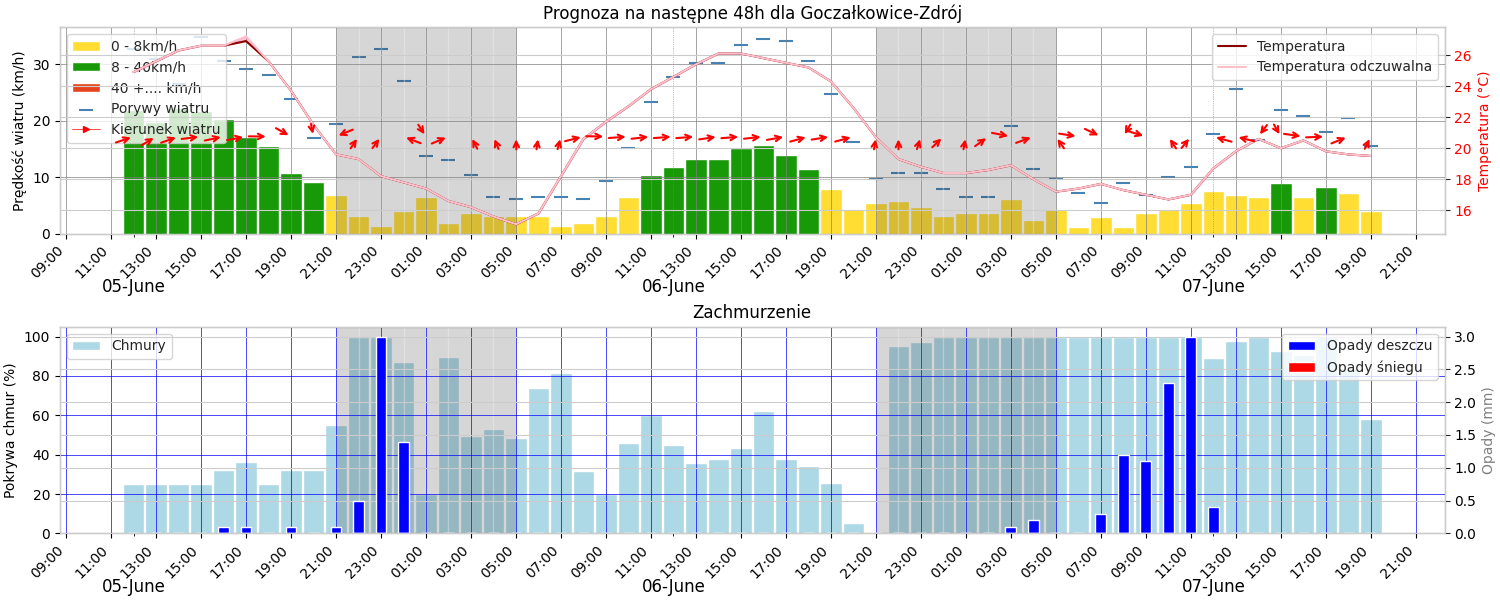 Prognoza na następne 48h dla Goczałkowice-Zdrój
0 - 8km/h
8 - 40km/h
40 +.... km/h
Porywy wiatru
Kierunek wiatru
Temperatura
Temperatura odczuwalna
Prędkość wiatru (km/h)
30
20
10
0
26
24
22
20
18
16
Temperatura (°C)
09:00 11:00 13:00 15:00 17:00 19:00 21:00 23:00 01:00 03:00 05:00 07:00 09:00 11:00 13:00 15:00 17:00 19:00 21:00 23:00 01:00 03:00 05:00 07:00 09:00 11:00 13:00 15:00 17:00 19:00 21:00
05-June 06-June 07-June
Zachmurzenie
Chmury
Opady deszczu
Opady śniegu
Pokrywa chmur (%)
100
80
60
40
20
0
3.0
2.5
2.0
1.5
1.0
0.5
0.0
Opady (mm)
09:00 11:00 13:00 15:00 17:00 19:00 21:00 23:00 01:00 03:00 05:00 07:00 09:00 11:00 13:00 15:00 17:00 19:00 21:00 23:00 01:00 03:00 05:00 07:00 09:00 11:00 13:00 15:00 17:00 19:00 21:00
05-June 06-June 07-June